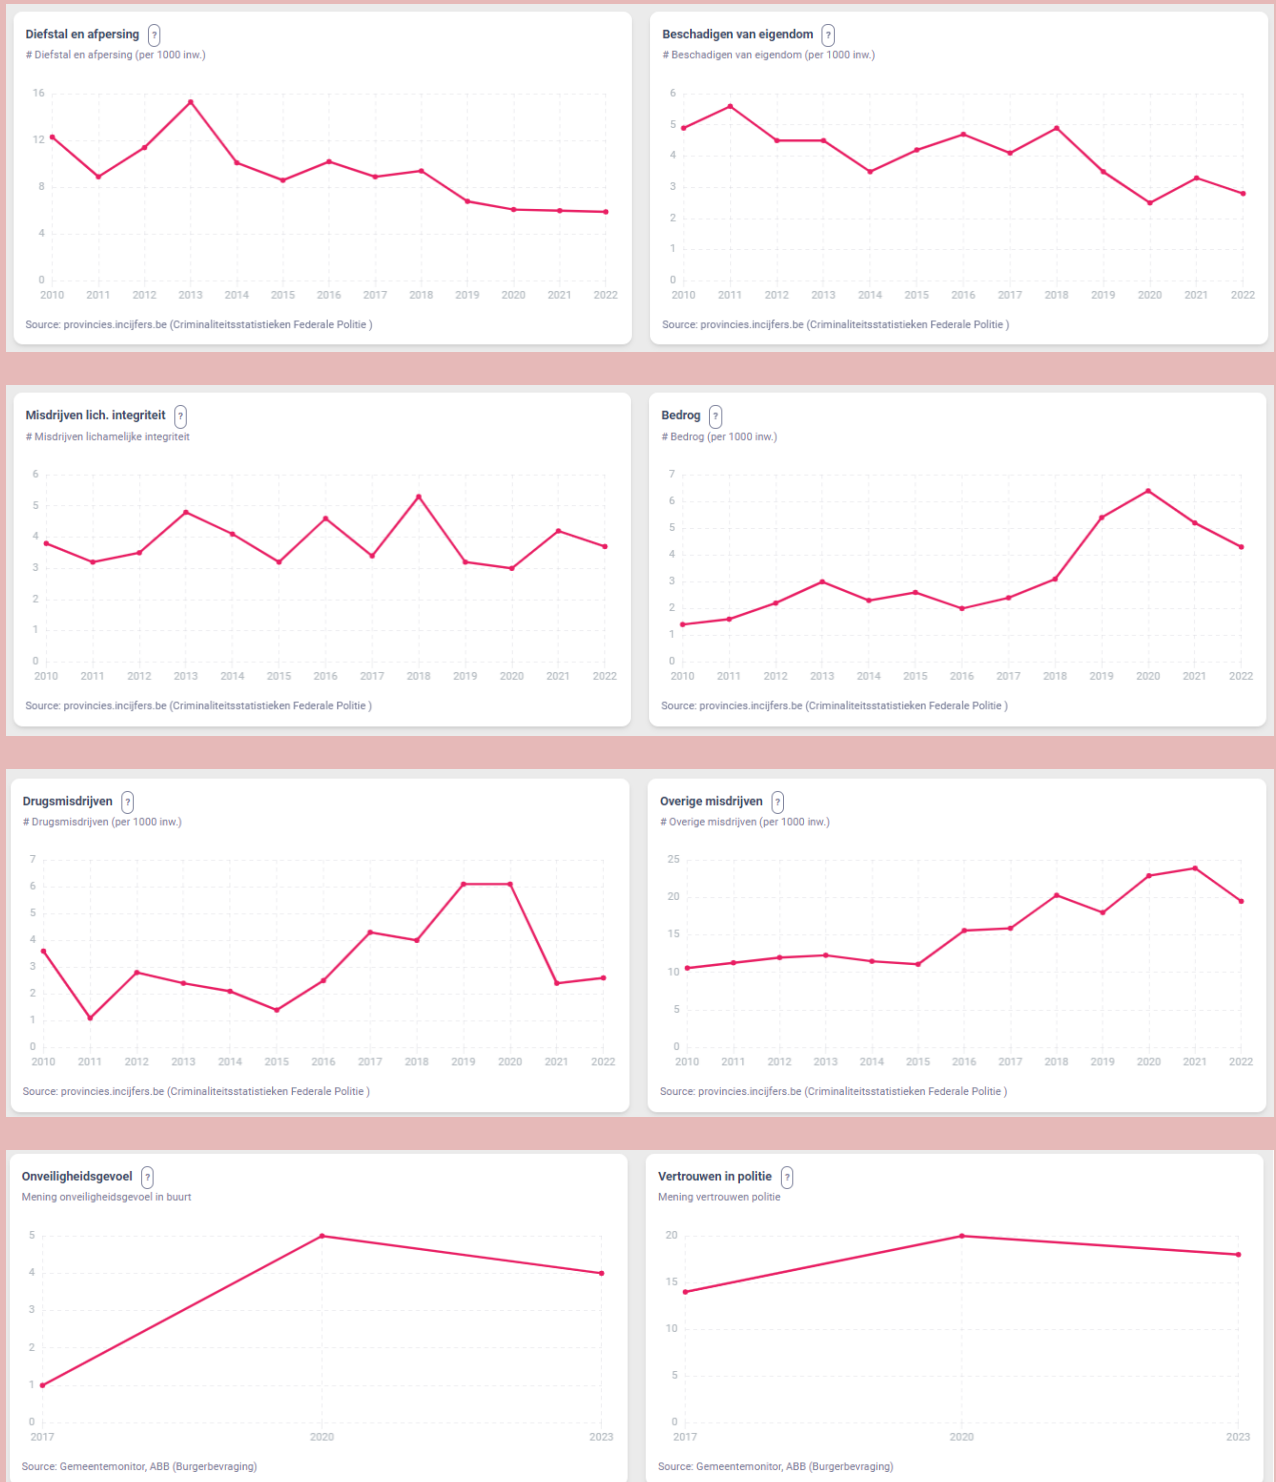 Diefstal en afpersing ?
# Diefstal en afpersing (per 1000 inw.)
16
12
8
4
0
2010 2011 2012 2013 2014 2015 2016 2017 2018 2019 2020 2021 2022
Source: provincies.incijfers.be (Criminaliteitsstatistieken Federale Politie )
Beschadigen van eigendom ?
# Beschadigen van eigendom (per 1000 inw.)
6
5
4
3
2
1
0
2010 2011 2012 2013 2014 2015 2016 2017 2018 2019 2020 2021 2022
Source: provincies.incijfers.be (Criminaliteitsstatistieken Federale Politie )
Misdrijven lich. integriteit ?
# Misdrijven lichamelijke integriteit
6
5
4
3
2
1
0
2010 2011 2012 2013 2014 2015 2016 2017 2018 2019 2020 2021 2022
Source: provincies.incijfers.be (Criminaliteitsstatistieken Federale Politie )
Bedrog ?
# Bedrog (per 1000 inw.)
7
6
5
4
3
2
1
0
2010 2011 2012 2013 2014 2015 2016 2017 2018 2019 2020 2021 2022
Source: provincies.incijfers.be (Criminaliteitsstatistieken Federale Politie )
Drugsmisdrijven ?
# Drugsmisdrijven (per 1000 inw.)
7
6
5
4
3
2
1
0
2010 2011 2012 2013 2014 2015 2016 2017 2018 2019 2020 2021 2022
Source: provincies.incijfers.be (Criminaliteitsstatistieken Federale Politie )
Overige misdrijven ?
# Overige misdrijven (per 1000 inw.)
25
20
15
10
5
0
2010 2011 2012 2013 2014 2015 2016 2017 2018 2019 2020 2021 2022
Source: provincies.incijfers.be (Criminaliteitsstatistieken Federale Politie )
Onveiligheidsgevoel ?
Mening onveiligheidsgevoel in buurt
5
4
3
2
1
0
2017 2020 2023
Source: Gemeentemonitor, ABB (Burgerbevraging)
Vertrouwen in politie ?
Mening vertrouwen politie
20
15
10
5
0
2017 2020 2023
Source: Gemeentemonitor, ABB (Burgerbevraging)